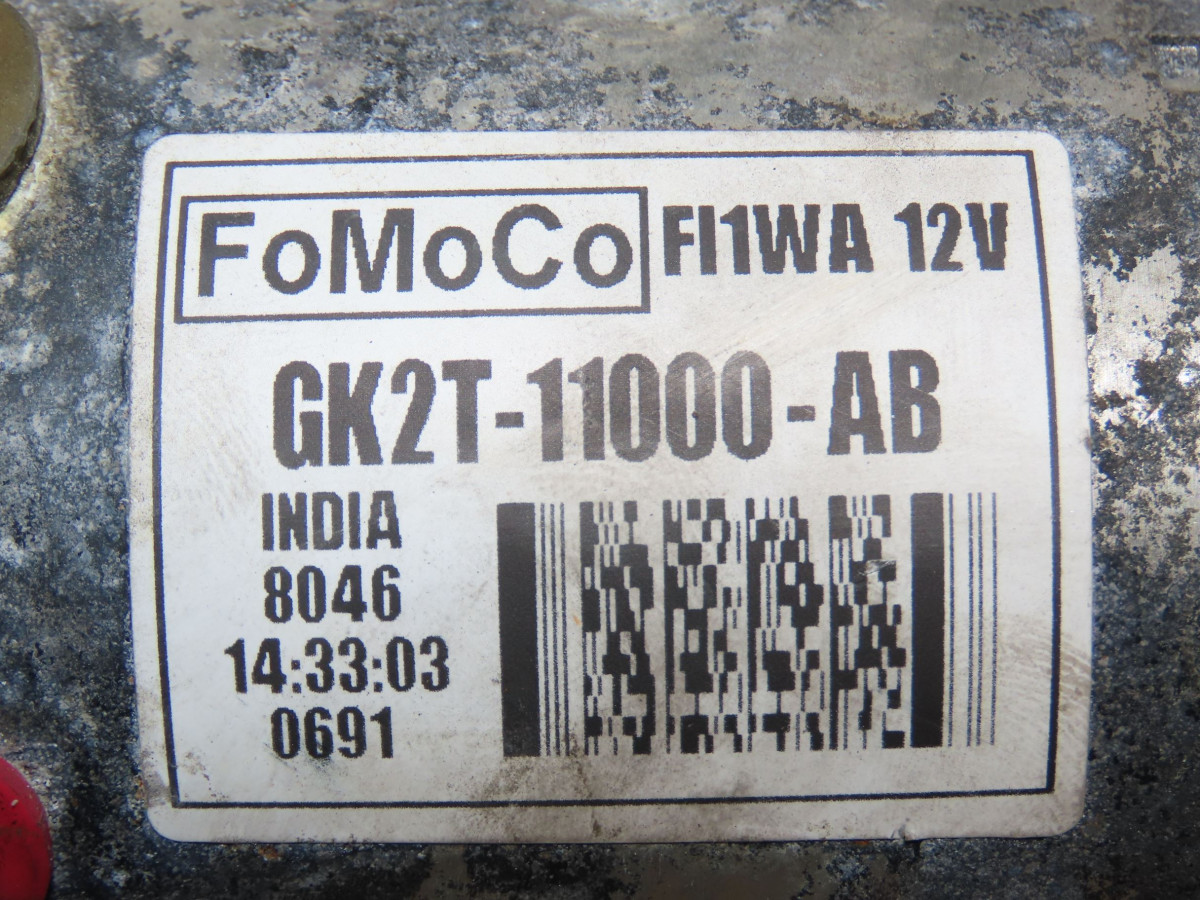 FoMoCo FI1WA 12V
GK2T-11000-AB
INDIA
8046
14:33:03
0691